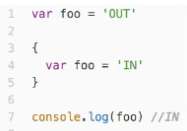 1 var foo = 'OUT'
2
3 {
4 var foo = 'IN'
5 }
6
7 console.log(foo) //IN